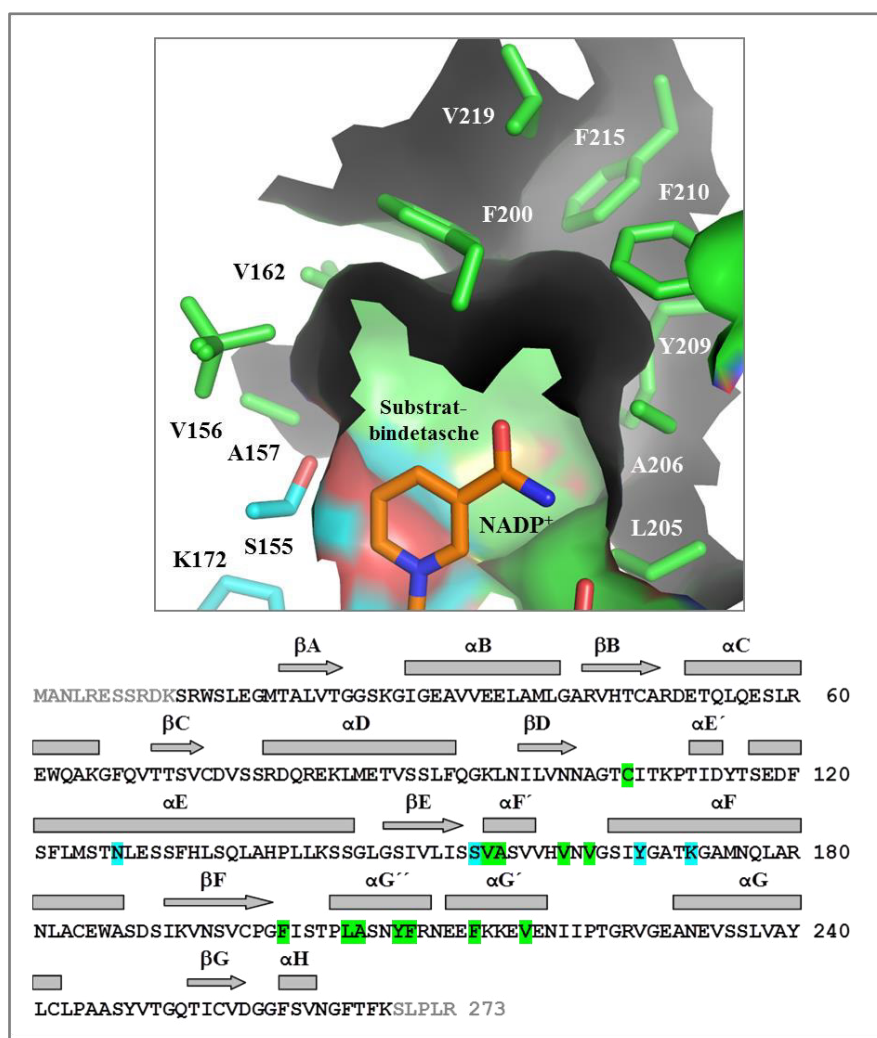 V219
F215
F210
F200
V162
Y209
Substrat-
bindetasche
V156
A157
A206
NADP⁺
L205
S155
K172
βA αB βB αC
MANLRESSRDKSRWSLEGMTALVTGGSKGIGEAVVEELAMLGARVHTCARDETQLQESLR 60
βC αD βD αE´
EWQAKGFQVTTSVCDVSSRDQREKLMETVSSLFQGKLNILVNNAGTCITKPTIDYTSEDF 120
αE βE αF´ αF
SFLMSTNLESSFHLSQLAHPLLKSSGLGSIVLISSVASVVHVNVGSIYGATKGAMNQLAR 180
βF αG´´ αG´ αG
NLACEWASDSIKVNSVCPGFISTPLASNYFRNEEFKKEVENIIPTGRVGEANEVSSLVAY 240
βG αH
LCLPAASYVTGQTICVDGGFSVNGFTFKSLPLR 273